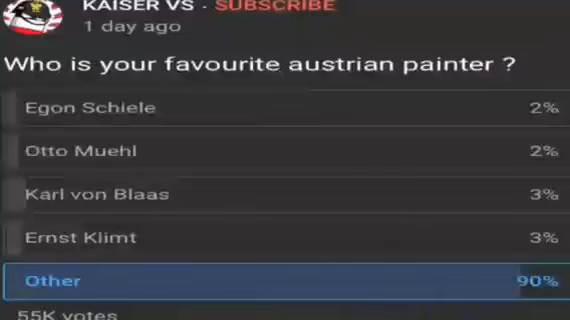 KAISER VS · SUBSCRIBE
1 day ago
Who is your favourite austrian painter ?
Egon Schiele 2%
Otto Muehl 2%
Karl von Blaas 3%
Ernst Klimt 3%
Other 90%
55K votes